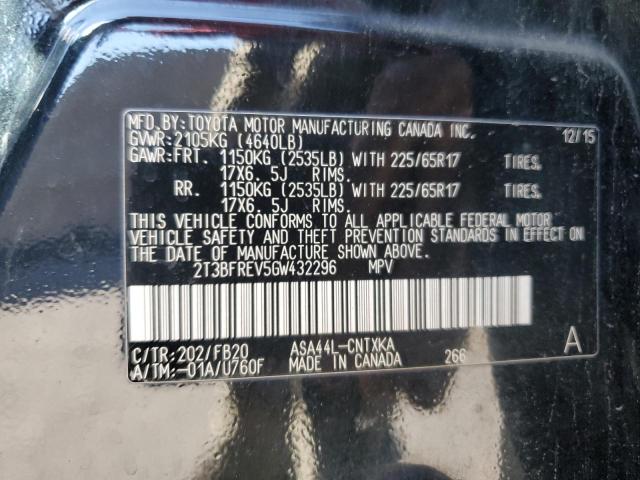 MFD.BY:TOYOTA MOTOR MANUFACTURING CANADA INC. 12/15
GVWR:2105KG (4640LB)
GAWR:FRT. 1150KG (2535LB) WITH 225/65R17 TIRES.
17X6.5J RIMS.
RR. 1150KG (2535LB) WITH 225/65R17 TIRES.
17X6.5J RIMS.
THIS VEHICLE CONFORMS TO ALL APPLICABLE FEDERAL MOTOR
VEHICLE SAFETY AND THEFT PREVENTION STANDARDS IN EFFECT ON
THE DATE OF MANUFACTURE SHOWN ABOVE.
2T3BFREV5GW432296 MPV
C/TR:202/FB20 ASA44L-CNTXKA A
A/TM:-01A/U760F MADE IN CANADA 266